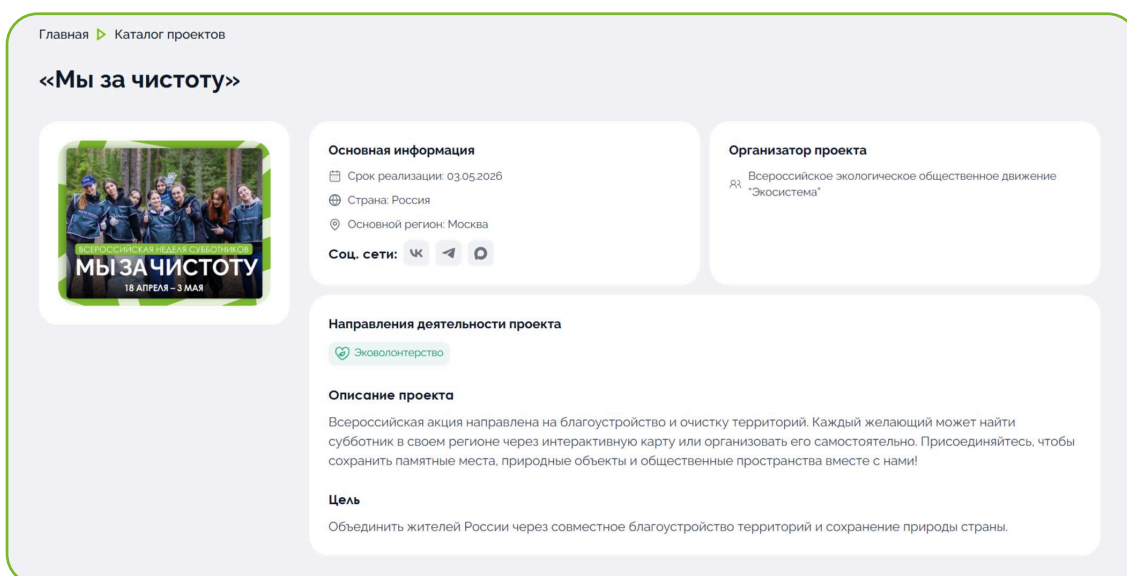 Главная Каталог проектов
«Мы за чистоту»
ВСЕРОССИЙСКАЯ НЕДЕЛЯ СУББОТНИКОВ
МЫ ЗА ЧИСТОТУ
18 АПРЕЛЯ – 3 МАЯ
Основная информация
Срок реализации: 03.05.2026
Страна: Россия
Основной регион: Москва
Соц. сети:
Организатор проекта
Всероссийское экологическое общественное движение
"Экосистема"
Направления деятельности проекта
Эковолонтерство
Описание проекта
Всероссийская акция направлена на благоустройство и очистку территорий. Каждый желающий может найти
субботник в своем регионе через интерактивную карту или организовать его самостоятельно. Присоединяйтесь, чтобы
сохранить памятные места, природные объекты и общественные пространства вместе с нами!
Цель
Объединить жителей России через совместное благоустройство территорий и сохранение природы страны.